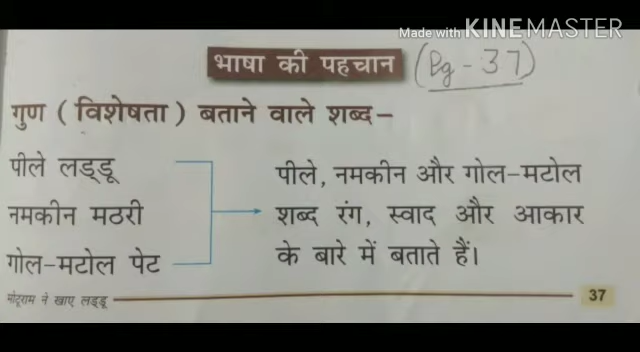 Made with KINEMASTER
भाषा की पहचान (Pg - 37)
गुण ( विशेषता ) बताने वाले शब्द–
पीले लड्डू
नमकीन मठरी
गोल-मटोल पेट
पीले, नमकीन और गोल-मटोल
शब्द रंग, स्वाद और आकार
के बारे में बताते हैं।
मोटूराम ने खाए लड्डू 37